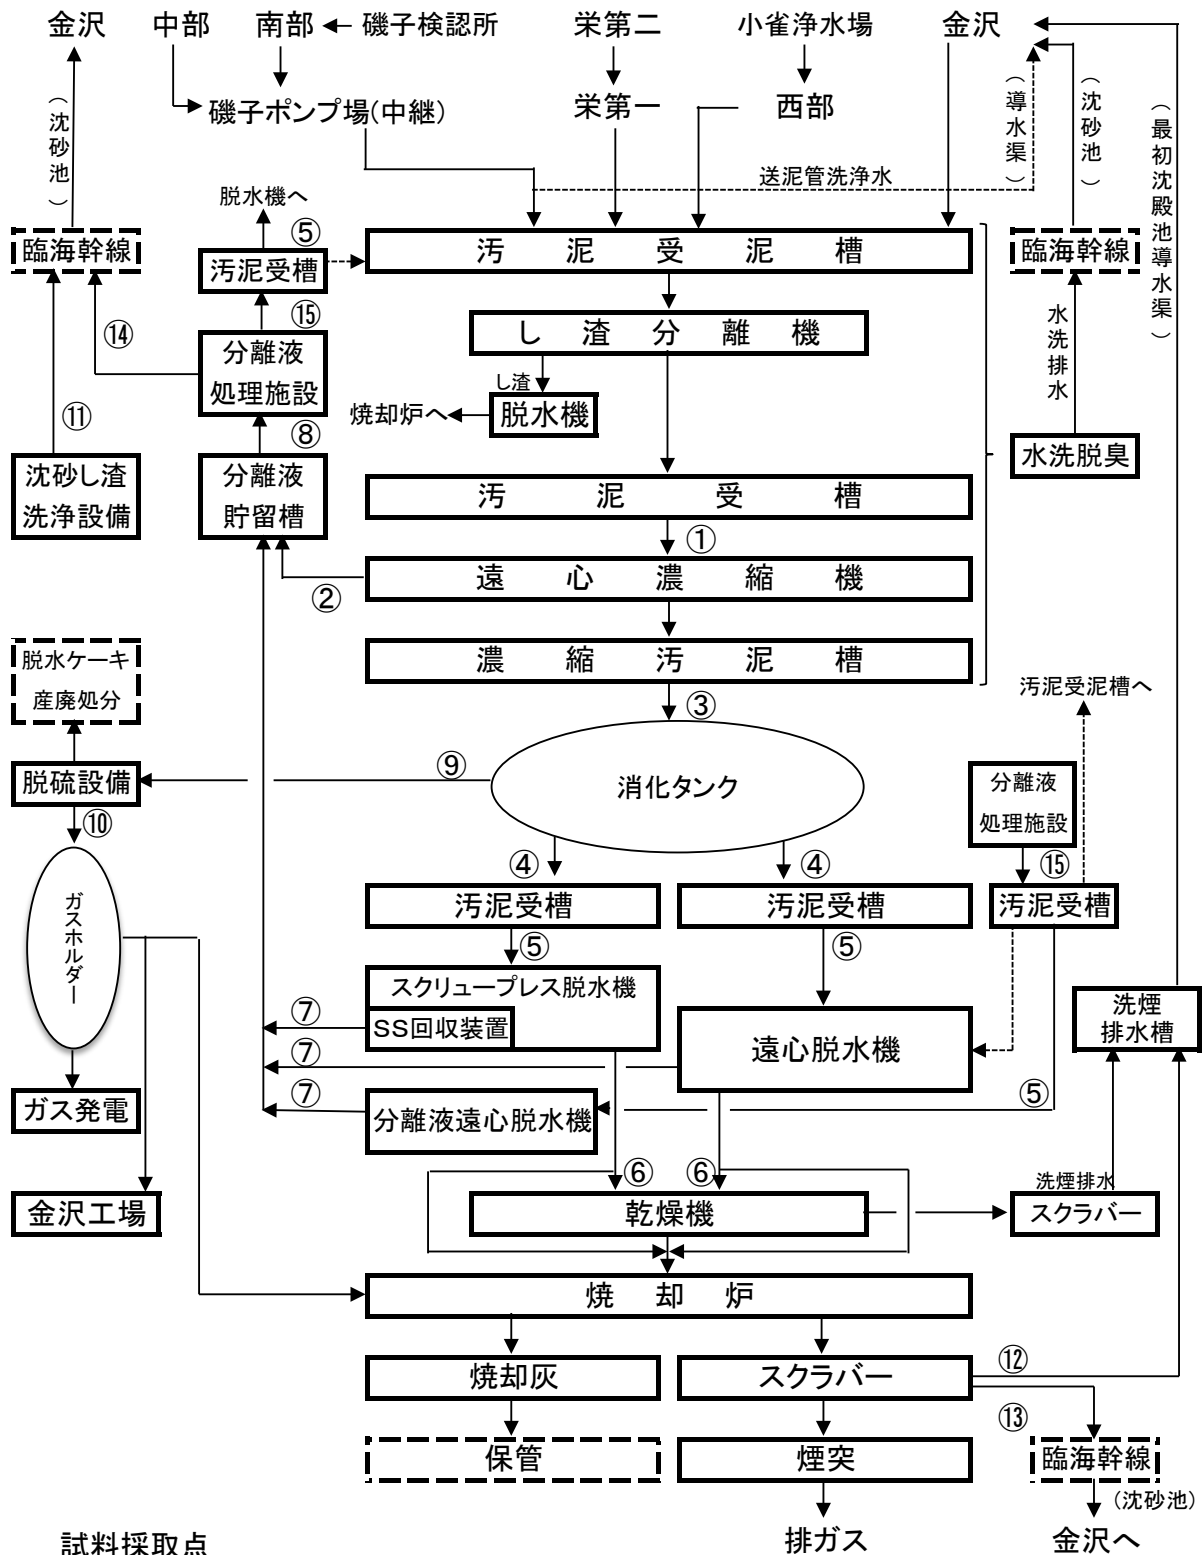 金沢 中部 南部 磯子検認所 栄第二 小雀浄水場 金沢
磯子ポンプ場(中継) 栄第一 西部
（沈砂池）
（導水渠）
（沈砂池）
（最初沈殿池導水渠）
送泥管洗浄水
脱水機へ
⑤
臨海幹線
汚泥受槽
汚泥受泥槽
臨海幹線
⑮
⑭
分離液
処理施設
し渣分離機
水洗排水
し渣
焼却炉へ
脱水機
⑪
⑧
沈砂し渣
洗浄設備
分離液
貯留槽
水洗脱臭
汚泥受槽
①
遠心濃縮機
②
濃縮汚泥槽
脱水ケーキ
産廃処分
③
汚泥受泥槽へ
⑨
脱硫設備
消化タンク
分離液
処理施設
⑩
④
④
⑮
ガスホルダー
汚泥受槽
汚泥受槽
汚泥受槽
⑤
⑤
スクリュープレス脱水機
SS回収装置
⑦
遠心脱水機
洗煙
排水槽
⑦
⑦
⑤
ガス発電
分離液遠心脱水機
⑥
⑥
洗煙排水
金沢工場
乾燥機
スクラバー
焼却炉
焼却灰
スクラバー
⑫
⑬
保管
煙突
臨海幹線
(沈砂池)
試料採取点
排ガス
金沢へ